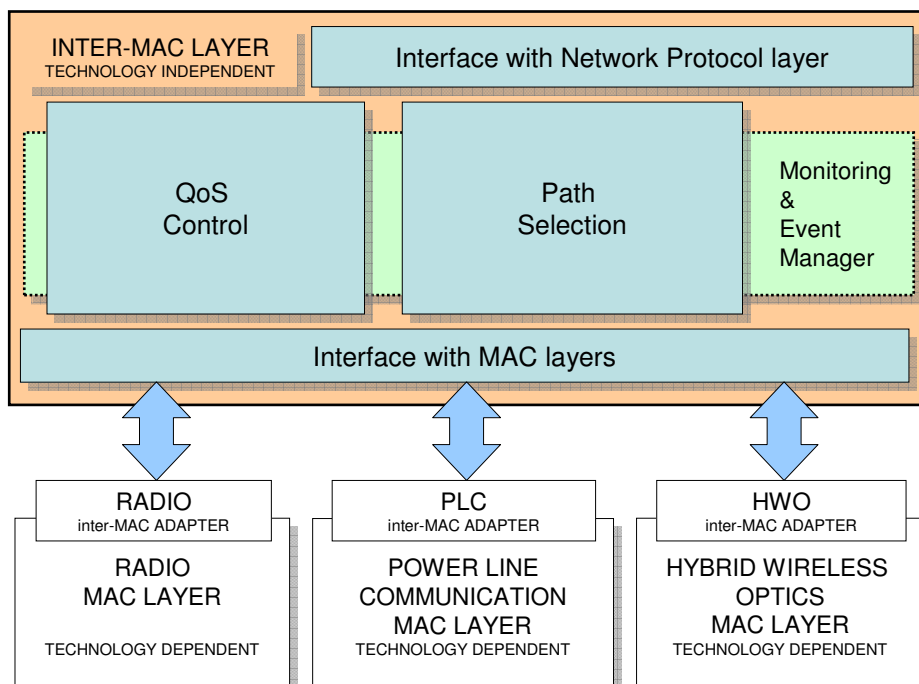 INTER-MAC LAYER
TECHNOLOGY INDEPENDENT
Interface with Network Protocol layer
QoS
Control
Path
Selection
Monitoring
&
Event
Manager
Interface with MAC layers
RADIO
inter-MAC ADAPTER
RADIO
MAC LAYER
TECHNOLOGY DEPENDENT
PLC
inter-MAC ADAPTER
POWER LINE
COMMUNICATION
MAC LAYER
TECHNOLOGY DEPENDENT
HWO
inter-MAC ADAPTER
HYBRID WIRELESS
OPTICS
MAC LAYER
TECHNOLOGY DEPENDENT